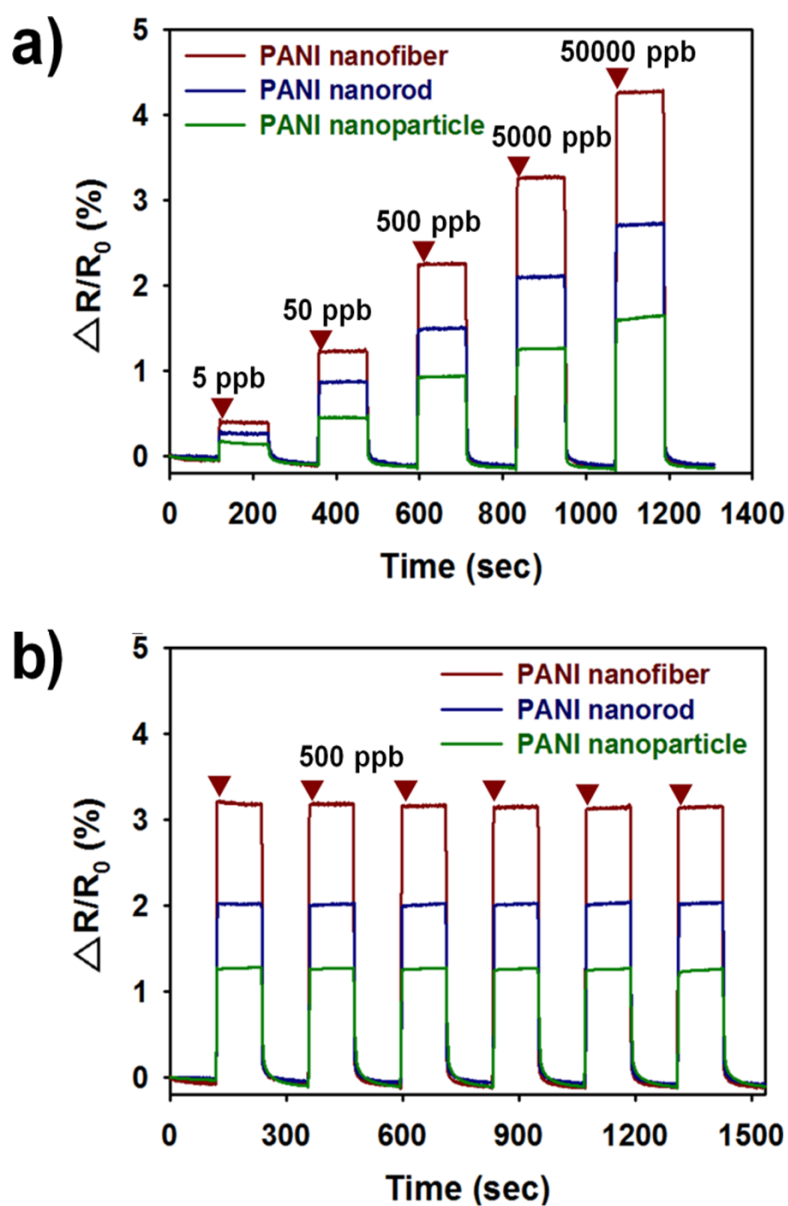 a)
5
4
3
2
1
0
△R/R0 (%)
PANI nanofiber
PANI nanorod
PANI nanoparticle
5 ppb
50 ppb
500 ppb
5000 ppb
50000 ppb
0 200 400 600 800 1000 1200 1400
Time (sec)
b)
5
4
3
2
1
0
△R/R0 (%)
PANI nanofiber
PANI nanorod
PANI nanoparticle
500 ppb
0 300 600 900 1200 1500
Time (sec)